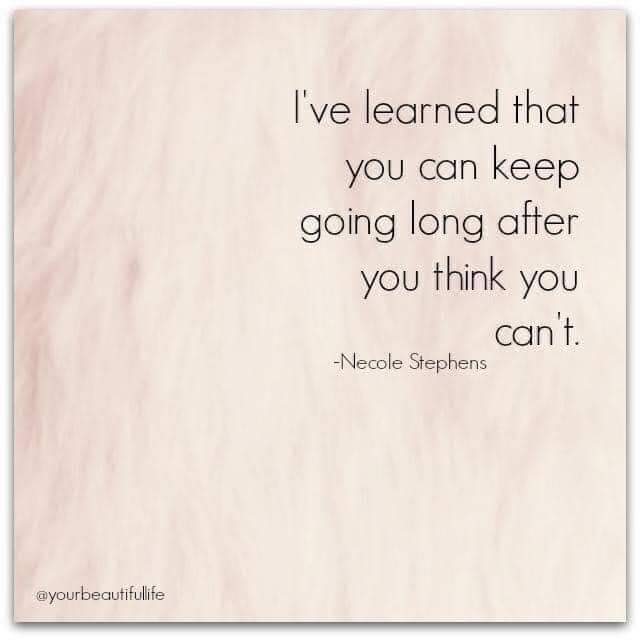 I've learned that
you can keep
going long after
you think you
can't.
-Necole Stephens
@yourbeautifullife